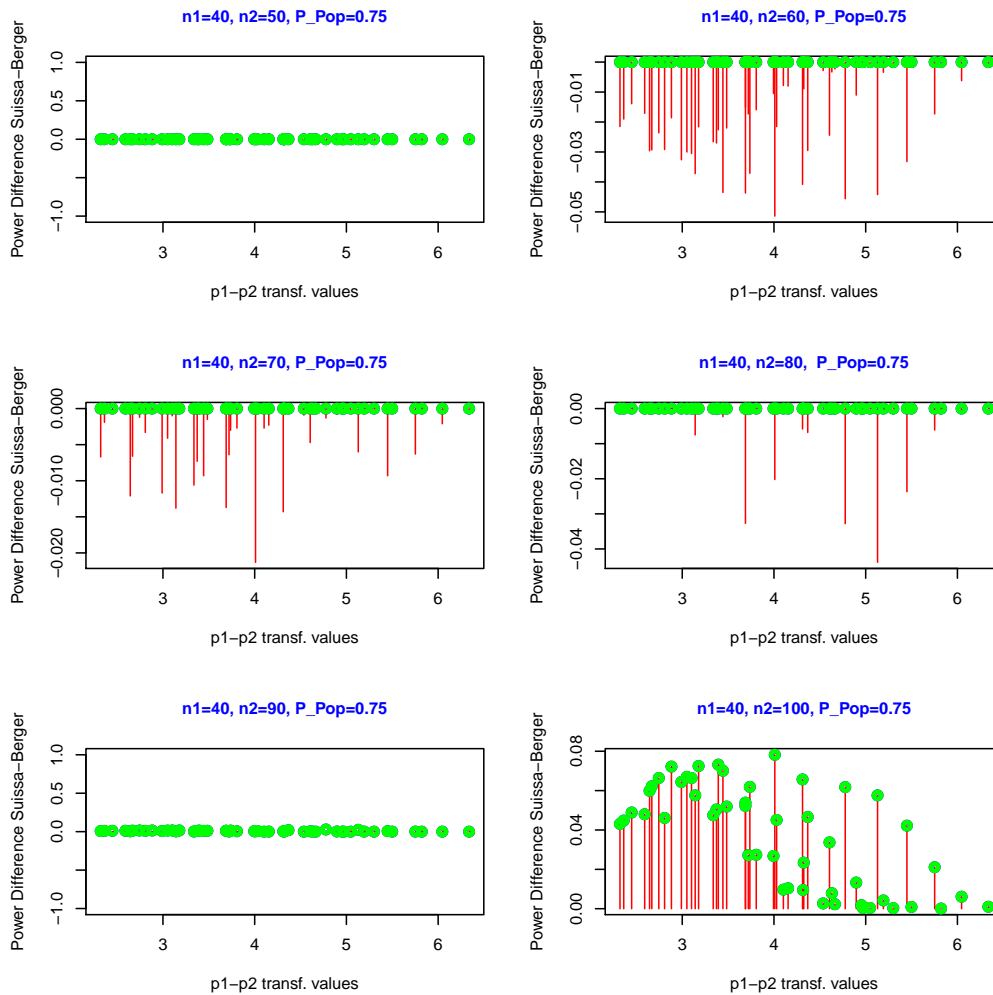 n1=40, n2=50, P_Pop=0.75
Power Difference Suissa−Berger
1.0
0.5
0.0
−1.0
3 4 5 6
p1−p2 transf. values
n1=40, n2=60, P_Pop=0.75
Power Difference Suissa−Berger
−0.01
−0.03
−0.05
3 4 5 6
p1−p2 transf. values
n1=40, n2=70, P_Pop=0.75
Power Difference Suissa−Berger
0.000
−0.010
−0.020
3 4 5 6
p1−p2 transf. values
n1=40, n2=80,  P_Pop=0.75
Power Difference Suissa−Berger
0.00
−0.02
−0.04
3 4 5 6
p1−p2 transf. values
n1=40, n2=90, P_Pop=0.75
Power Difference Suissa−Berger
1.0
0.5
0.0
−1.0
3 4 5 6
p1−p2 transf. values
n1=40, n2=100, P_Pop=0.75
Power Difference Suissa−Berger
0.08
0.04
0.00
3 4 5 6
p1−p2 transf. values